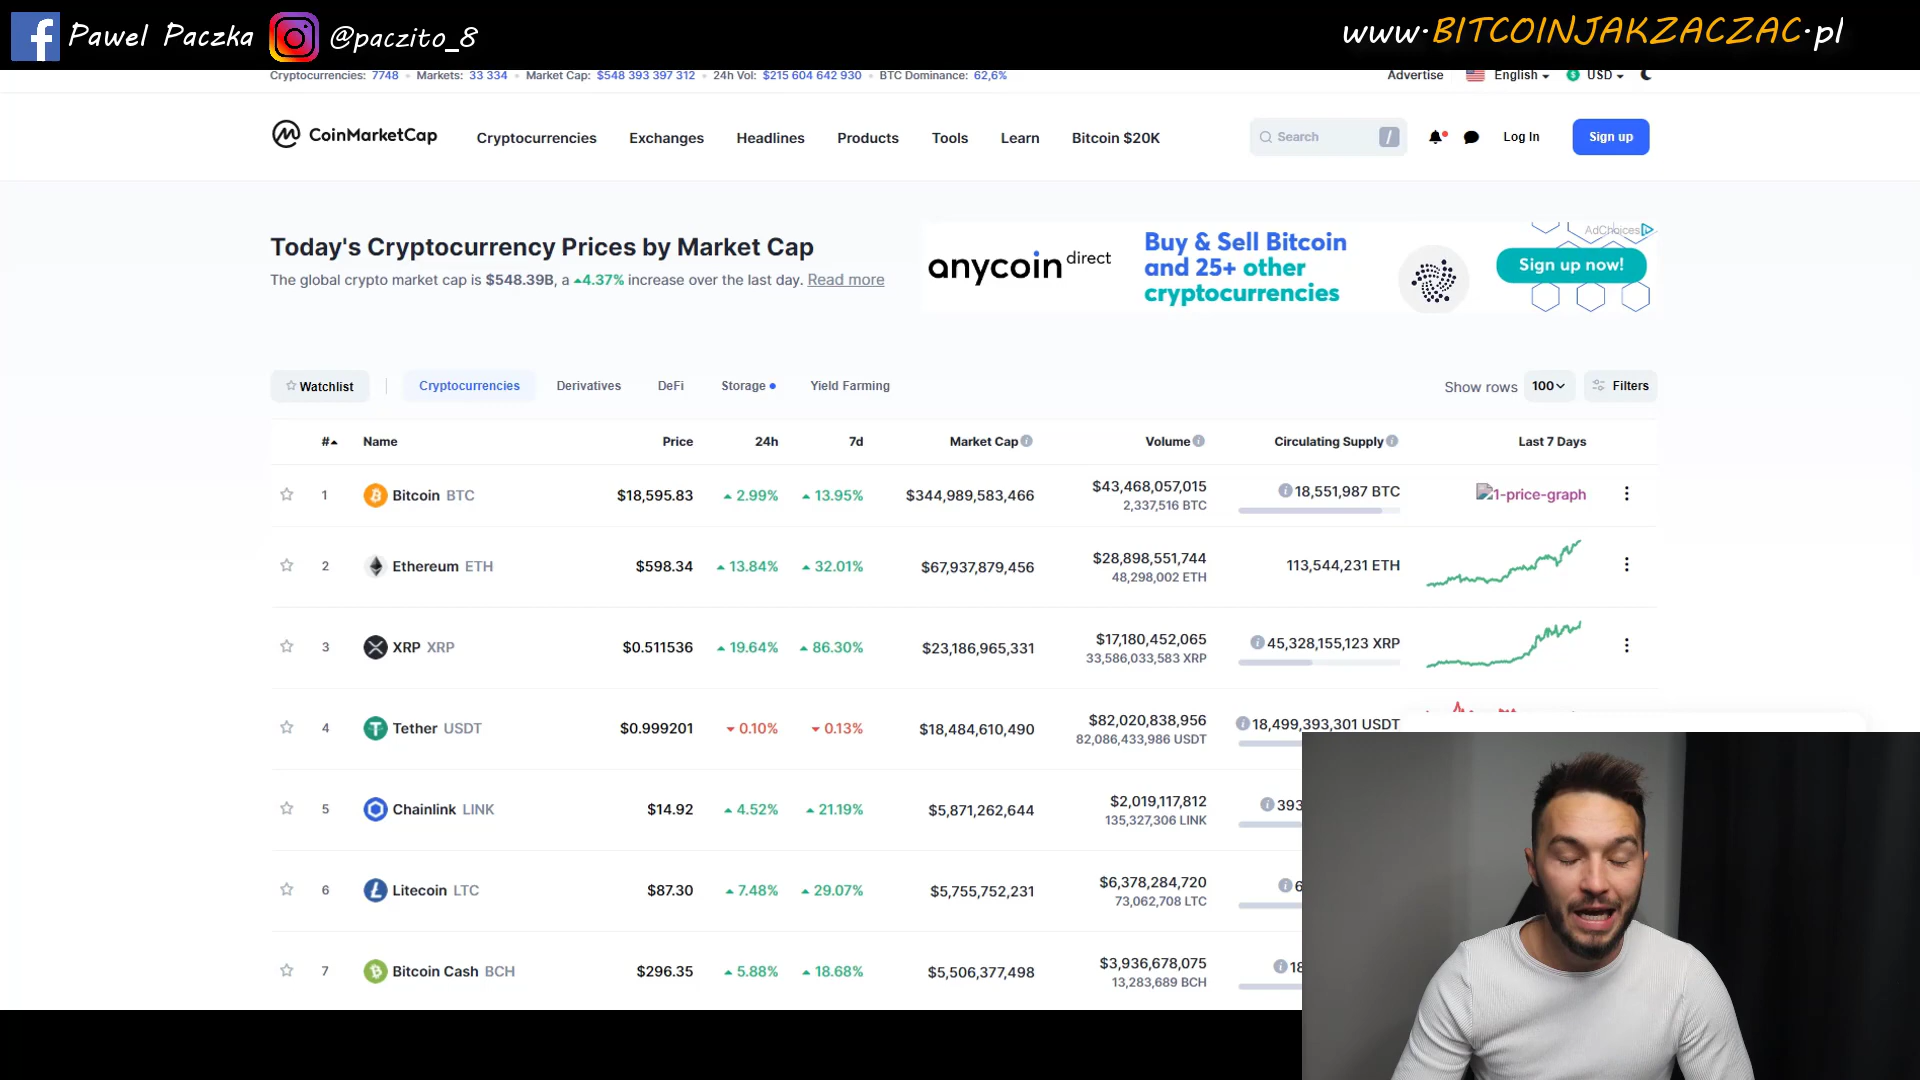 Pawel Paczka @paczito_8 www.BITCOINJAKZACZAC.pl
Cryptocurrencies: 7748 • Markets: 33 334 • Market Cap: $548 393 397 312 • 24h Vol: $215 604 642 930 • BTC Dominance: 62,6% Advertise English USD
CoinMarketCap Cryptocurrencies Exchanges Headlines Products Tools Learn Bitcoin $20K Search / Log In Sign up
Today's Cryptocurrency Prices by Market Cap
The global crypto market cap is $548.39B, a 4.37% increase over the last day. Read more
anycoin direct
Buy & Sell Bitcoin
and 25+ other
cryptocurrencies
AdChoices
Sign up now!
Watchlist Cryptocurrencies Derivatives DeFi Storage Yield Farming Show rows 100 Filters
# Name Price 24h 7d Market Cap Volume Circulating Supply Last 7 Days
1 Bitcoin BTC $18,595.83 2.99% 13.95% $344,989,583,466 $43,468,057,015 18,551,987 BTC 1-price-graph
2,337,516 BTC
2 Ethereum ETH $598.34 13.84% 32.01% $67,937,879,456 $28,898,551,744 113,544,231 ETH
48,298,002 ETH
3 XRP XRP $0.511536 19.64% 86.30% $23,186,965,331 $17,180,452,065 45,328,155,123 XRP
33,586,033,583 XRP
4 Tether USDT $0.999201 0.10% 0.13% $18,484,610,490 $82,020,838,956 18,499,393,301 USDT
82,086,433,986 USDT
5 Chainlink LINK $14.92 4.52% 21.19% $5,871,262,644 $2,019,117,812 393
135,327,306 LINK
6 Litecoin LTC $87.30 7.48% 29.07% $5,755,752,231 $6,378,284,720 6
73,062,708 LTC
7 Bitcoin Cash BCH $296.35 5.88% 18.68% $5,506,377,498 $3,936,678,075 18
13,283,689 BCH